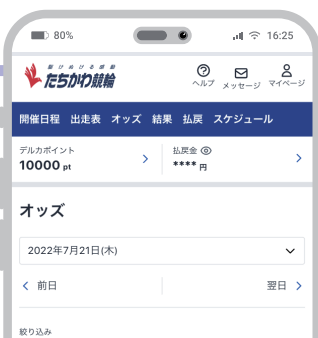 80%
16:25
駆けぬける感動
たちかわ競輪
ヘルプ メッセージ マイページ
開催日程 出走表 オッズ 結果 払戻 スケジュール
デルカポイント
10000 pt
払戻金
**** 円
オッズ
2022年7月21日(木)
前日 翌日
絞り込み